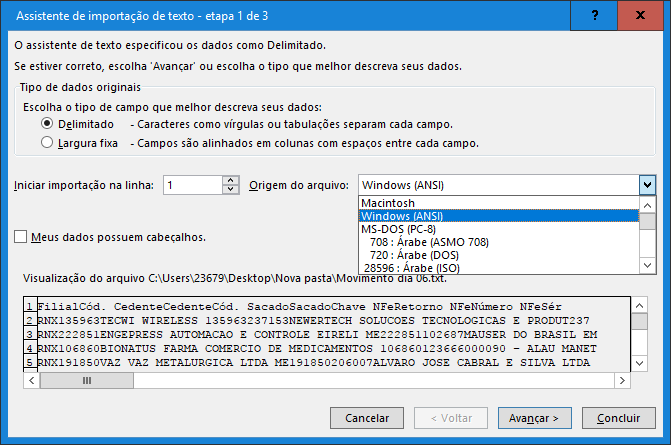 Assistente de importação de texto - etapa 1 de 3
O assistente de texto especificou os dados como Delimitado.
Se estiver correto, escolha 'Avançar' ou escolha o tipo que melhor descreva seus dados.
Tipo de dados originais
Escolha o tipo de campo que melhor descreva seus dados:
Delimitado - Caracteres como vírgulas ou tabulações separam cada campo.
Largura fixa - Campos são alinhados em colunas com espaços entre cada campo.
Iniciar importação na linha: 1 Origem do arquivo: Windows (ANSI)
Macintosh
Windows (ANSI)
MS-DOS (PC-8)
708 : Árabe (ASMO 708)
720 : Árabe (DOS)
28596 : Árabe (ISO)
Meus dados possuem cabeçalhos.
Visualização do arquivo C:\Users\23679\Desktop\Nova pasta\Movimento dia 06.txt.
1 FilialCód. CedenteCedenteCód. SacadoSacadoChave NFeRetorno NFeNúmero NFeSér
2 RNX135963TECWI WIRELESS 135963237153NEWERTECH SOLUCOES TECNOLOGICAS E PRODUT237
3 RNX222851ENGEPRESS AUTOMACAO E CONTROLE EIRELI ME222851102687MAUSER DO BRASIL EM
4 RNX106860BIONATUS FARMA COMERCIO DE MEDICAMENTOS 106860123666000090 - ALAU MANET
5 RNX191850VAZ VAZ METALURGICA LTDA ME191850206007ALVARO JOSE CABRAL E SILVA LTDA
Cancelar < Voltar Avançar > Concluir